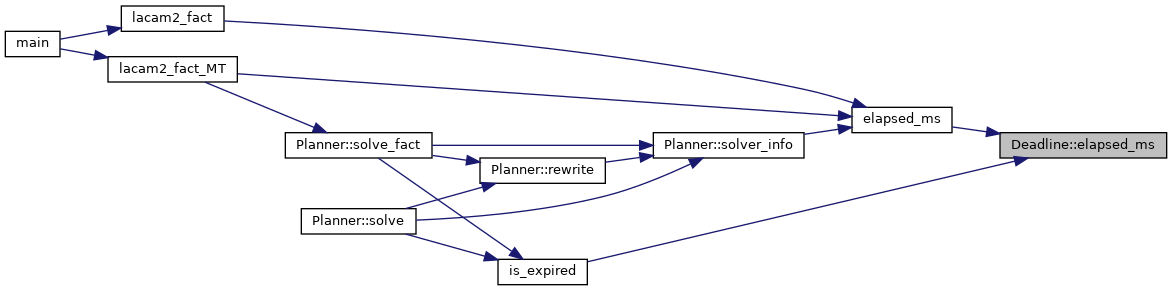 lacam2_fact
main
lacam2_fact_MT
elapsed_ms
Planner::solve_fact
Planner::solver_info
Deadline::elapsed_ms
Planner::rewrite
Planner::solve
is_expired